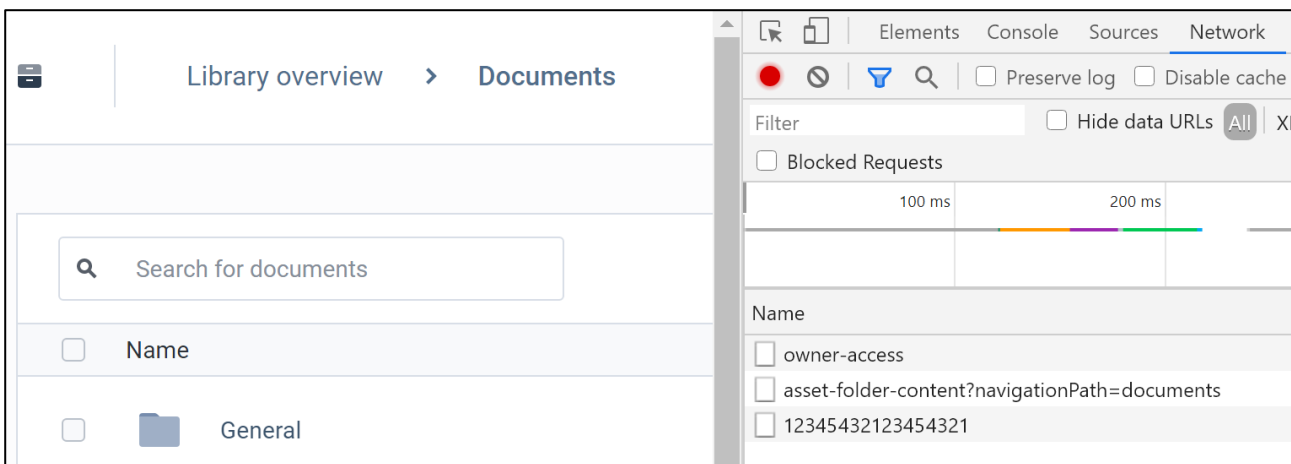 Library overview > Documents
Search for documents
Name
General
Elements Console Sources Network
Preserve log Disable cache
Filter
Hide data URLs All
Blocked Requests
100 ms 200 ms
Name
owner-access
asset-folder-content?navigationPath=documents
12345432123454321